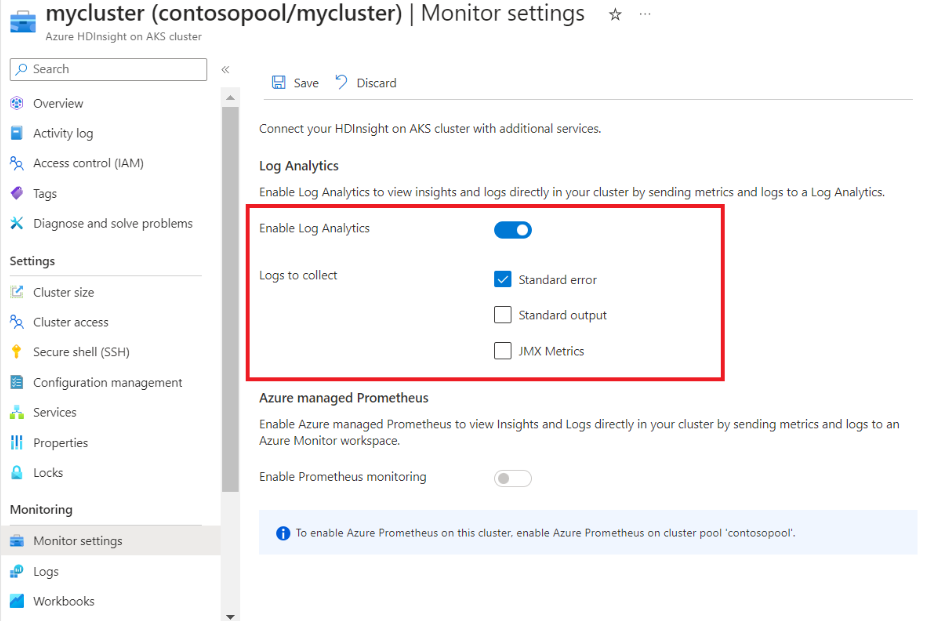 mycluster (contosopool/mycluster) | Monitor settings
Azure HDInsight on AKS cluster
Search
Overview
Activity log
Access control (IAM)
Tags
Diagnose and solve problems
Settings
Cluster size
Cluster access
Secure shell (SSH)
Configuration management
Services
Properties
Locks
Monitoring
Monitor settings
Logs
Workbooks
Save
Discard
Connect your HDInsight on AKS cluster with additional services.
Log Analytics
Enable Log Analytics to view insights and logs directly in your cluster by sending metrics and logs to a Log Analytics.
Enable Log Analytics
Logs to collect
Standard error
Standard output
JMX Metrics
Azure managed Prometheus
Enable Azure managed Prometheus to view Insights and Logs directly in your cluster by sending metrics and logs to an
Azure Monitor workspace.
Enable Prometheus monitoring
To enable Azure Prometheus on this cluster. enable Azure Prometheus on cluster pool 'contosopool'.